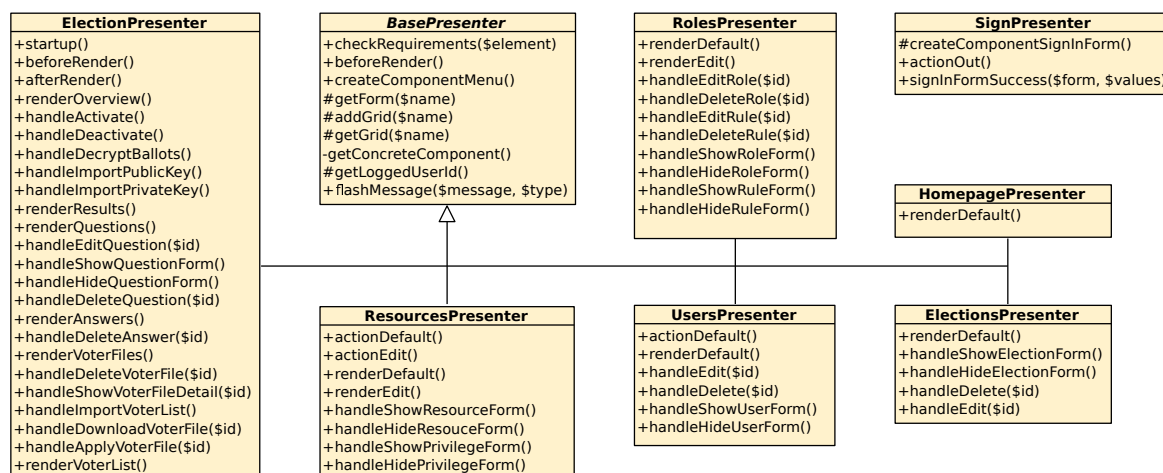 ElectionPresenter
+startup()
+beforeRender()
+afterRender()
+renderOverview()
+handleActivate()
+handleDeactivate()
+handleDecryptBallots()
+handleImportPublicKey()
+handleImportPrivateKey()
+renderResults()
+renderQuestions()
+handleEditQuestion($id)
+handleShowQuestionForm()
+handleHideQuestionForm()
+handleDeleteQuestion($id)
+renderAnswers()
+handleDeleteAnswer($id)
+renderVoterFiles()
+handleDeleteVoterFile($id)
+handleShowVoterFileDetail($id)
+handleImportVoterList()
+handleDownloadVoterFile($id)
+handleApplyVoterFile($id)
+renderVoterList()
BasePresenter
+checkRequirements($element)
+beforeRender()
+createComponentMenu()
#getForm($name)
#addGrid($name)
#getGrid($name)
-getConcreteComponent()
#getLoggedUserId()
+flashMessage($message, $type)
RolesPresenter
+renderDefault()
+renderEdit()
+handleEditRole($id)
+handleDeleteRole($id)
+handleEditRule($id)
+handleDeleteRule($id)
+handleShowRoleForm()
+handleHideRoleForm()
+handleShowRuleForm()
+handleHideRuleForm()
SignPresenter
#createComponentSignInForm()
+actionOut()
+signInFormSuccess($form, $values)
HomepagePresenter
+renderDefault()
ResourcesPresenter
+actionDefault()
+actionEdit()
+renderDefault()
+renderEdit()
+handleShowResourceForm()
+handleHideResouceForm()
+handleShowPrivilegeForm()
+handleHidePrivilegeForm()
UsersPresenter
+actionDefault()
+renderDefault()
+handleEdit($id)
+handleDelete($id)
+handleShowUserForm()
+handleHideUserForm()
ElectionsPresenter
+renderDefault()
+handleShowElectionForm()
+handleHideElectionForm()
+handleDelete($id)
+handleEdit($id)